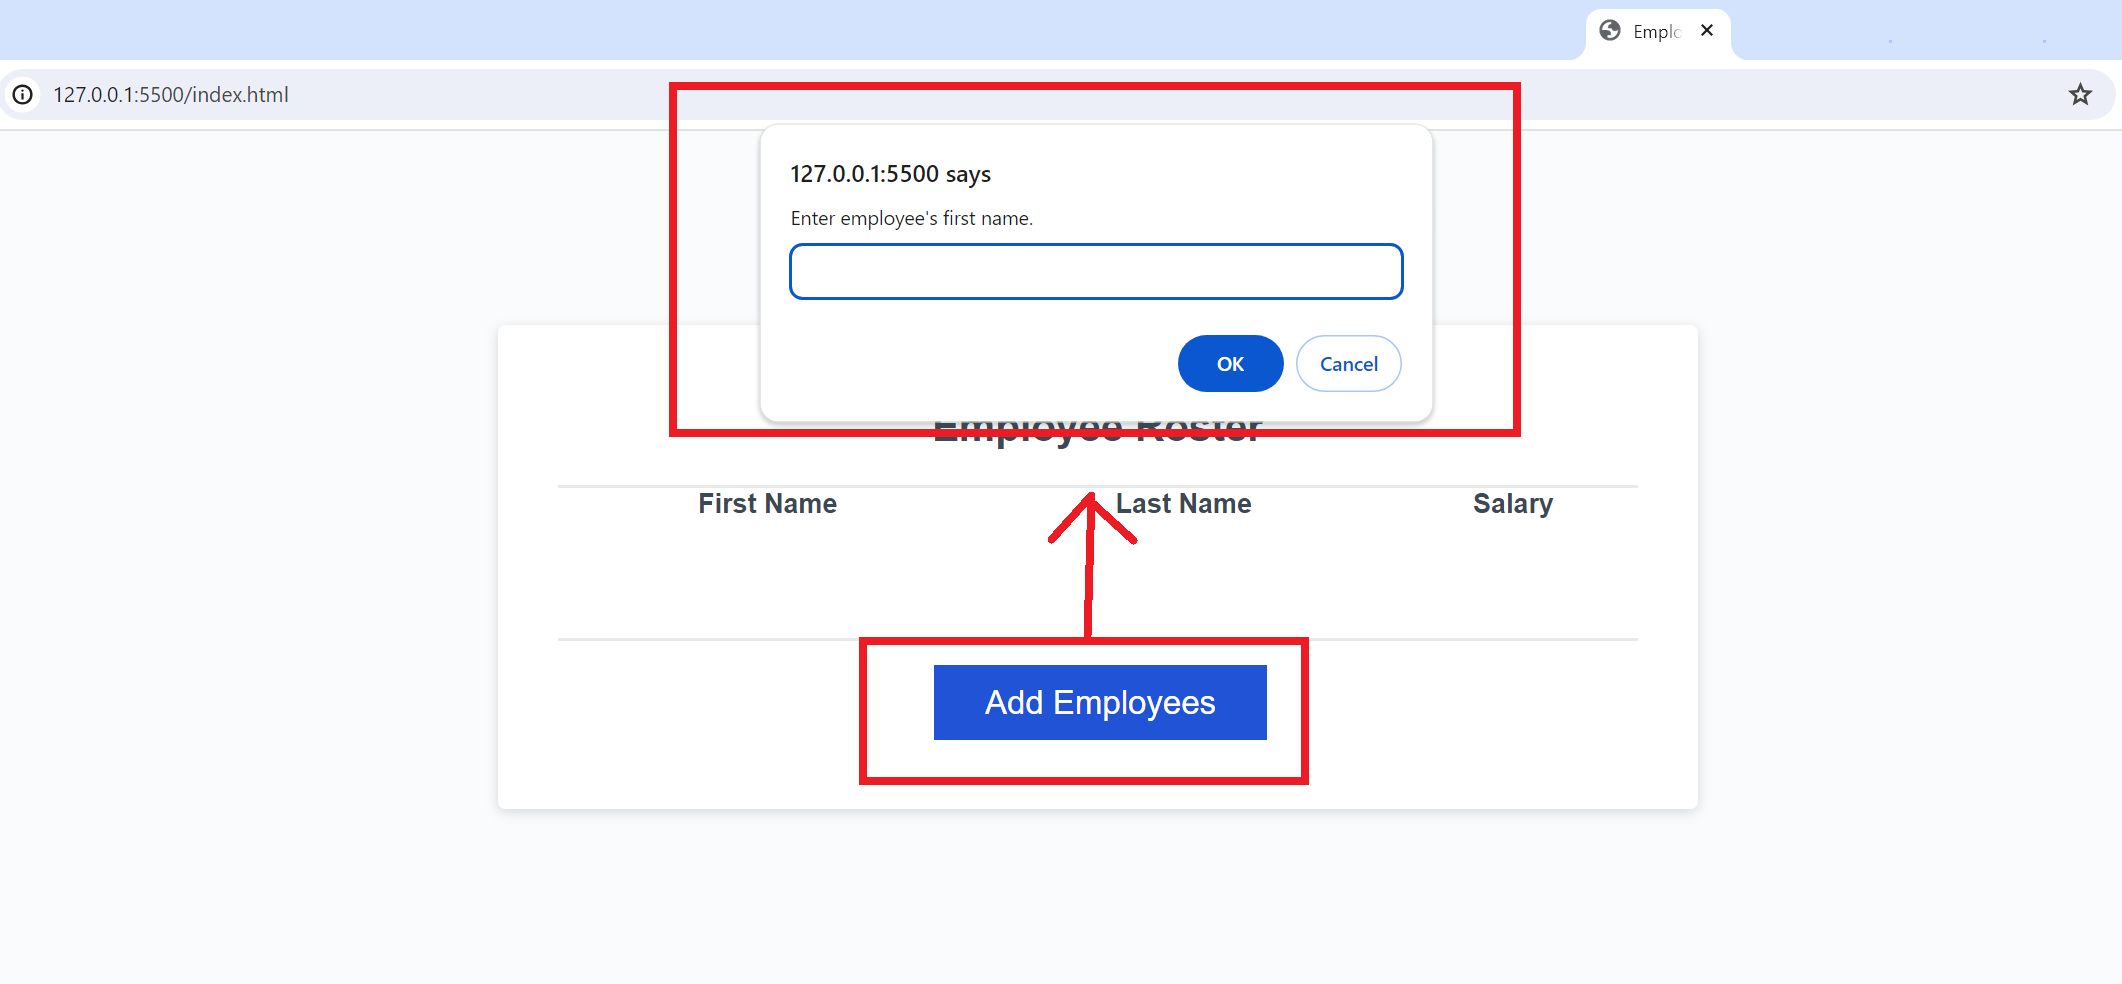 Emplo
127.0.0.1:5500/index.html
127.0.0.1:5500 says
Enter employee's first name.
OK Cancel
Employee Roster
First Name Last Name Salary
Add Employees